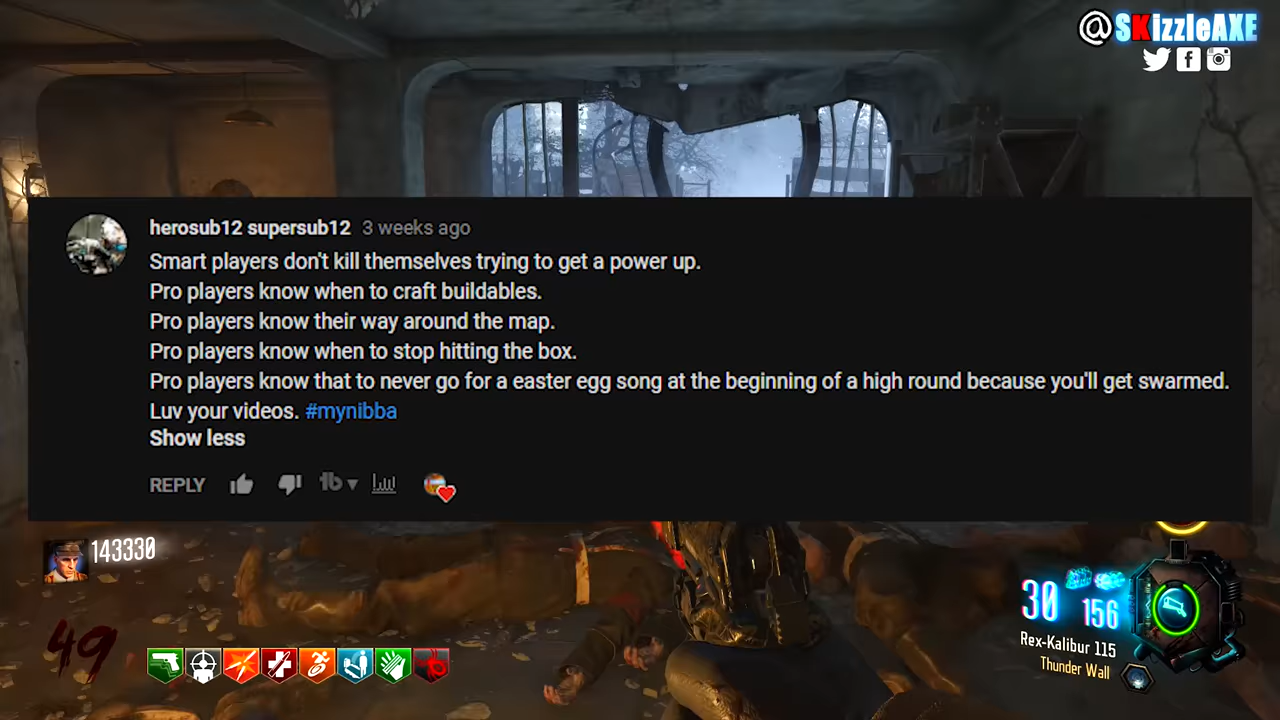 @SKizzleAXE
herosub12 supersub12 3 weeks ago
Smart players don't kill themselves trying to get a power up.
Pro players know when to craft buildables.
Pro players know their way around the map.
Pro players know when to stop hitting the box.
Pro players know that to never go for a easter egg song at the beginning of a high round because you'll get swarmed.
Luv your videos. #mynibba
Show less
REPLY
143330
49
30 156
Rex-Kalibur 115
Thunder Wall